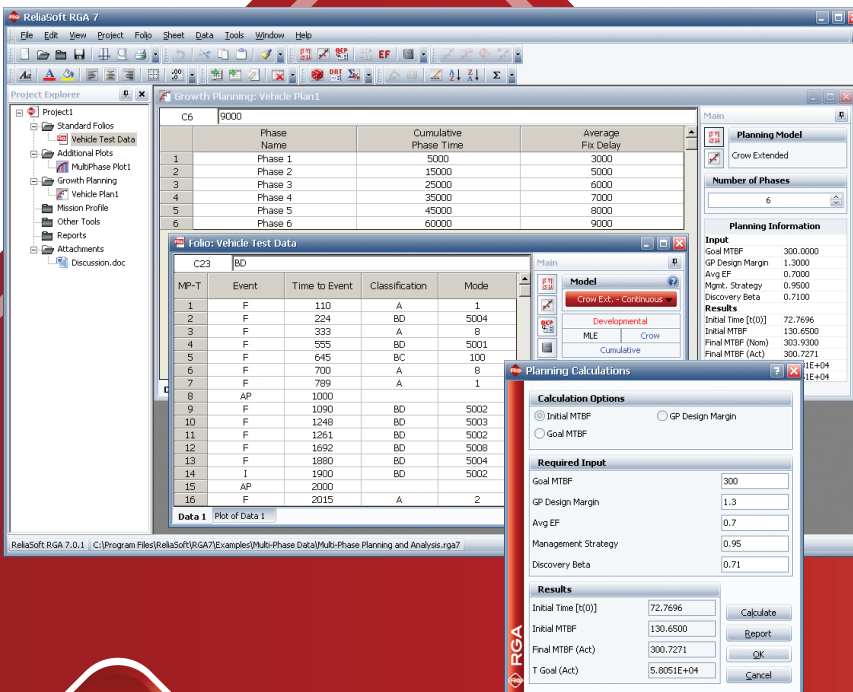 ReliaSoft RGA 7
File Edit View Project Folio Sheet Data Tools Window Help
EF
Project Explorer
Project1
Standard Folios
Vehicle Test Data
Additional Plots
MultiPhase Plot1
Growth Planning
Vehicle Plan1
Mission Profile
Other Tools
Reports
Attachments
Discussion.doc
Growth Planning: Vehicle Plan1
C6 9000
Phase Name Cumulative Phase Time Average Fix Delay
1 Phase 1 5000 3000
2 Phase 2 15000 5000
3 Phase 3 25000 6000
4 Phase 4 35000 7000
5 Phase 5 45000 8000
6 Phase 6 60000 9000
Main
Planning Model
Crow Extended
Number of Phases
6
Planning Information
Input
Goal MTBF 300.0000
GP Design Margin 1.3000
Avg EF 0.7000
Mgmt. Strategy 0.9500
Discovery Beta 0.7100
Results
Initial Time [t(0)] 72.7696
Initial MTBF 130.6500
Final MTBF (Nom) 303.9300
Final MTBF (Act) 300.7271
Folio: Vehicle Test Data
C23 BD
MP-T Event Time to Event Classification Mode
1 F 110 A 1
2 F 224 BD 5004
3 F 333 A 8
4 F 555 BD 5001
5 F 645 BC 100
6 F 700 A 8
7 F 789 A 1
8 AP 1000
9 F 1090 BD 5002
10 F 1248 BD 5003
11 F 1261 BD 5002
12 F 1692 BD 5008
13 F 1880 BD 5004
14 I 1900 BD 5002
15 AP 2000
16 F 2015 A 2
Data 1 Plot of Data 1
Main
Model
Crow Ext. - Continuous
Developmental
MLE Crow
Cumulative
Planning Calculations
Calculation Options
Initial MTBF GP Design Margin
Goal MTBF
Required Input
Goal MTBF 300
GP Design Margin 1.3
Avg EF 0.7
Management Strategy 0.95
Discovery Beta 0.71
Results
Initial Time [t(0)] 72.7696
Initial MTBF 130.6500
Final MTBF (Act) 300.7271
T Goal (Act) 5.8051E+04
Calculate
Report
OK
Cancel
RGA
ReliaSoft RGA 7.0.1 C:\Program Files\ReliaSoft\RGA7\Examples\Multi-Phase Data\Multi-Phase Planning and Analysis.rga7